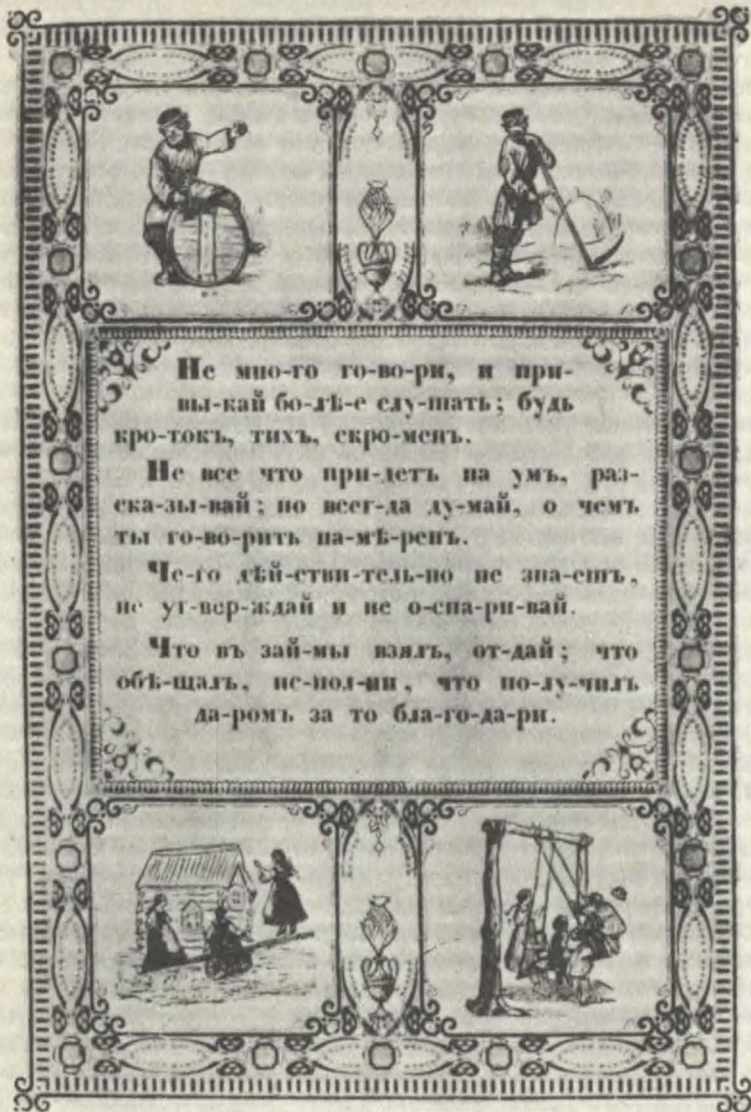 Не мно-го го-во-ри, и при-
вы-кай бо-лѣ-е слу-шать; будь
кро-токъ, тихъ, скро-менъ.
Не все что при-детъ на умъ, раз-
ска-зы-вай; но всег-да ду-май, о чемъ
ты го-во-рить на-мѣ-ренъ.
Че-го дѣй-стви-тель-но не зна-ешь,
не ут-вер-ждай и не о-спа-ри-вай.
Что въ зай-мы взялъ, от-дай; что
обѣ-щалъ, ис-пол-ни, что по-лу-чилъ
да-ромъ за то бла-го-да-ри.